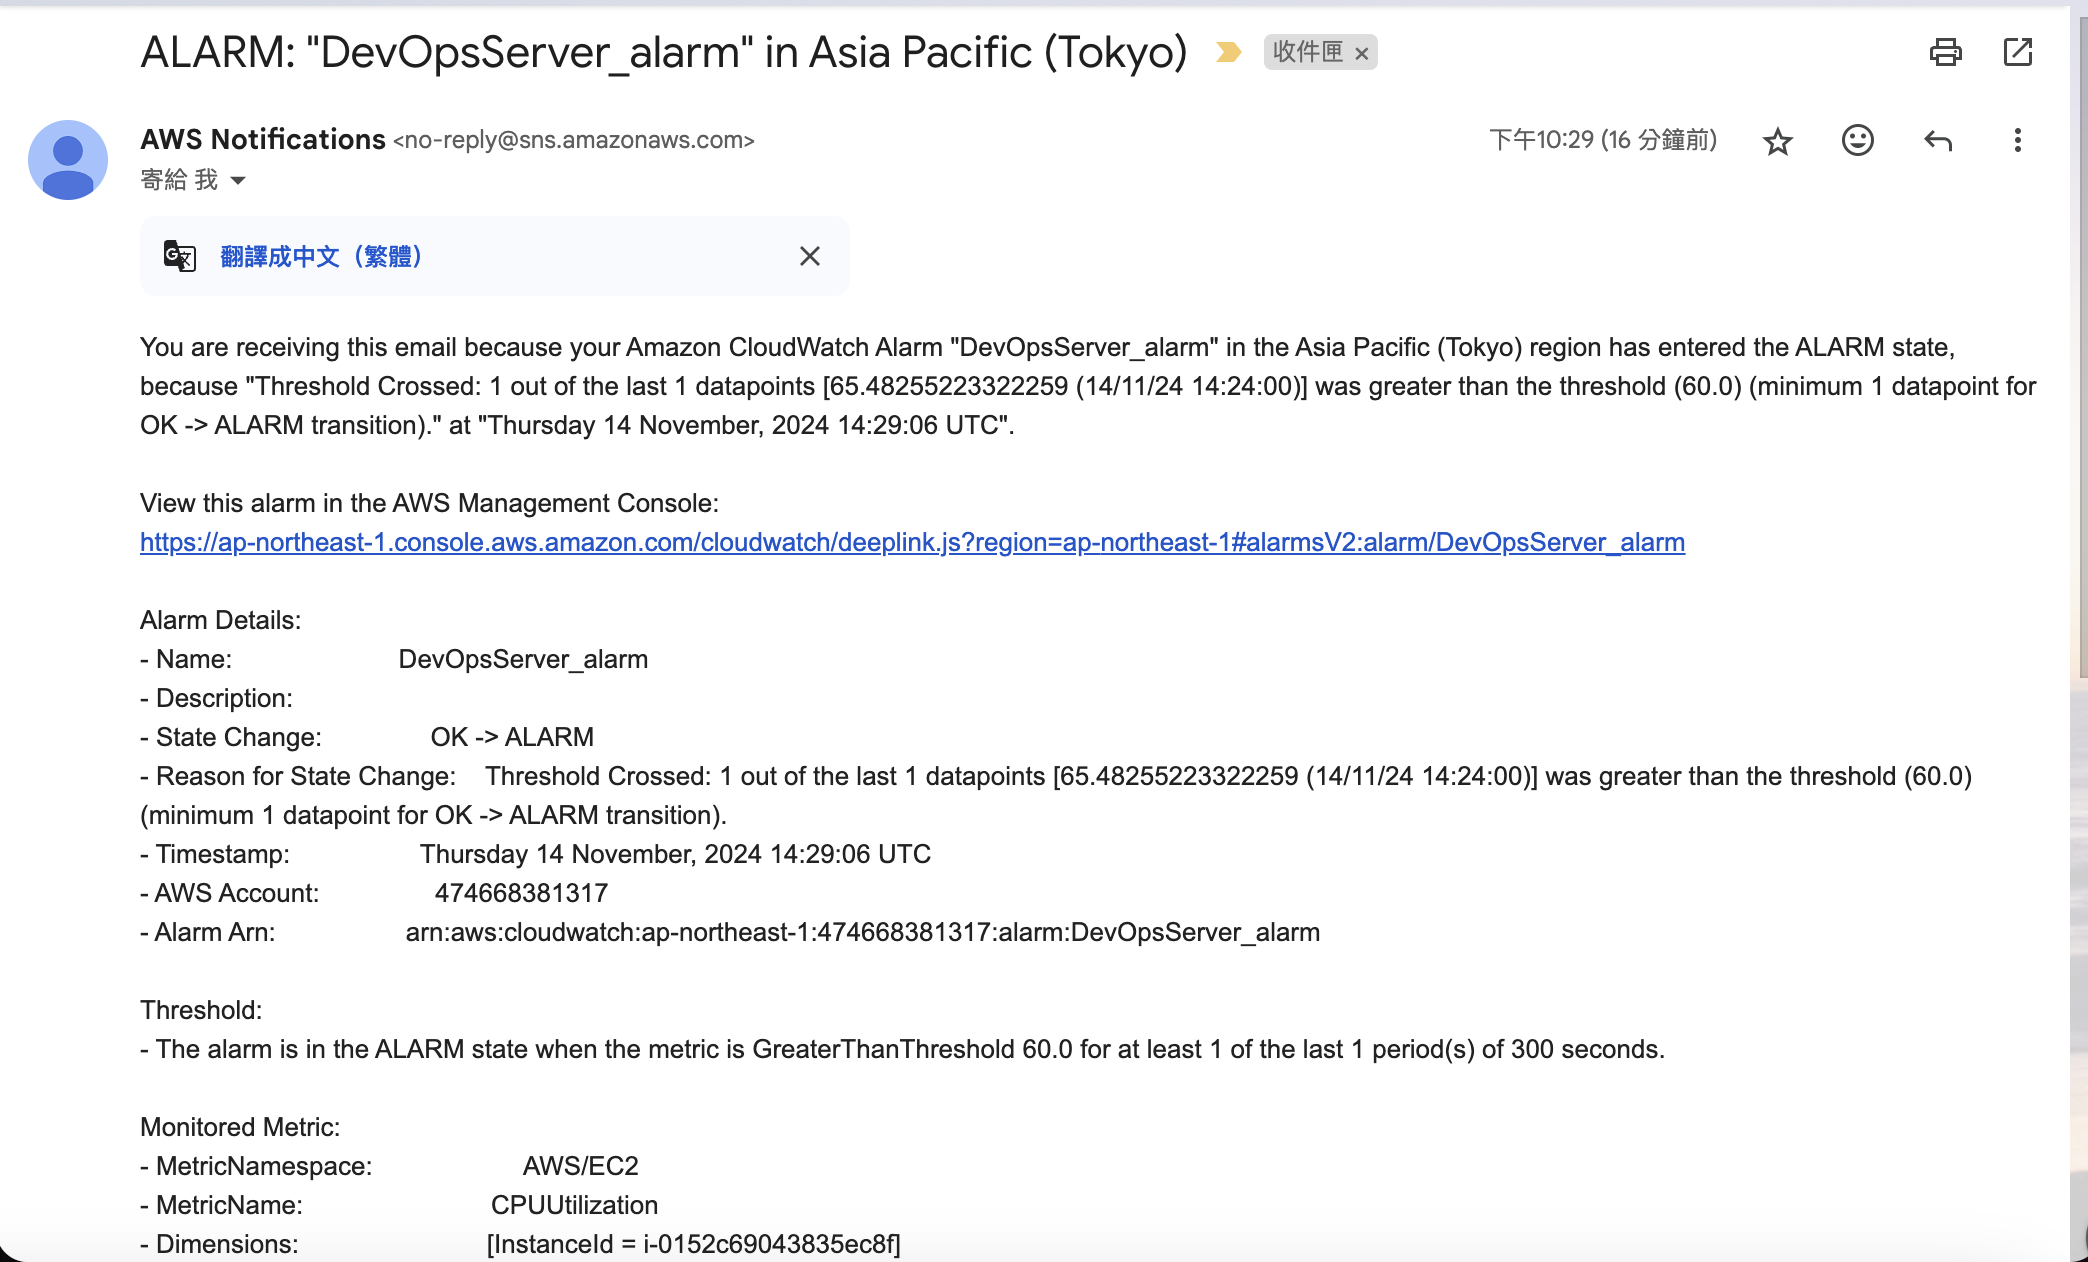 ALARM: "DevOpsServer_alarm" in Asia Pacific (Tokyo) 收件匣 ×
AWS Notifications <no-reply@sns.amazonaws.com> 下午10:29 (16 分鐘前)
寄給 我
翻譯成中文（繁體）
You are receiving this email because your Amazon CloudWatch Alarm "DevOpsServer_alarm" in the Asia Pacific (Tokyo) region has entered the ALARM state,
because "Threshold Crossed: 1 out of the last 1 datapoints [65.48255223322259 (14/11/24 14:24:00)] was greater than the threshold (60.0) (minimum 1 datapoint for
OK -> ALARM transition)." at "Thursday 14 November, 2024 14:29:06 UTC".
View this alarm in the AWS Management Console:
https://ap-northeast-1.console.aws.amazon.com/cloudwatch/deeplink.js?region=ap-northeast-1#alarmsV2:alarm/DevOpsServer_alarm
Alarm Details:
- Name: DevOpsServer_alarm
- Description:
- State Change: OK -> ALARM
- Reason for State Change: Threshold Crossed: 1 out of the last 1 datapoints [65.48255223322259 (14/11/24 14:24:00)] was greater than the threshold (60.0)
(minimum 1 datapoint for OK -> ALARM transition).
- Timestamp: Thursday 14 November, 2024 14:29:06 UTC
- AWS Account: 474668381317
- Alarm Arn: arn:aws:cloudwatch:ap-northeast-1:474668381317:alarm:DevOpsServer_alarm
Threshold:
- The alarm is in the ALARM state when the metric is GreaterThanThreshold 60.0 for at least 1 of the last 1 period(s) of 300 seconds.
Monitored Metric:
- MetricNamespace: AWS/EC2
- MetricName: CPUUtilization
- Dimensions: [InstanceId = i-0152c69043835ec8f]